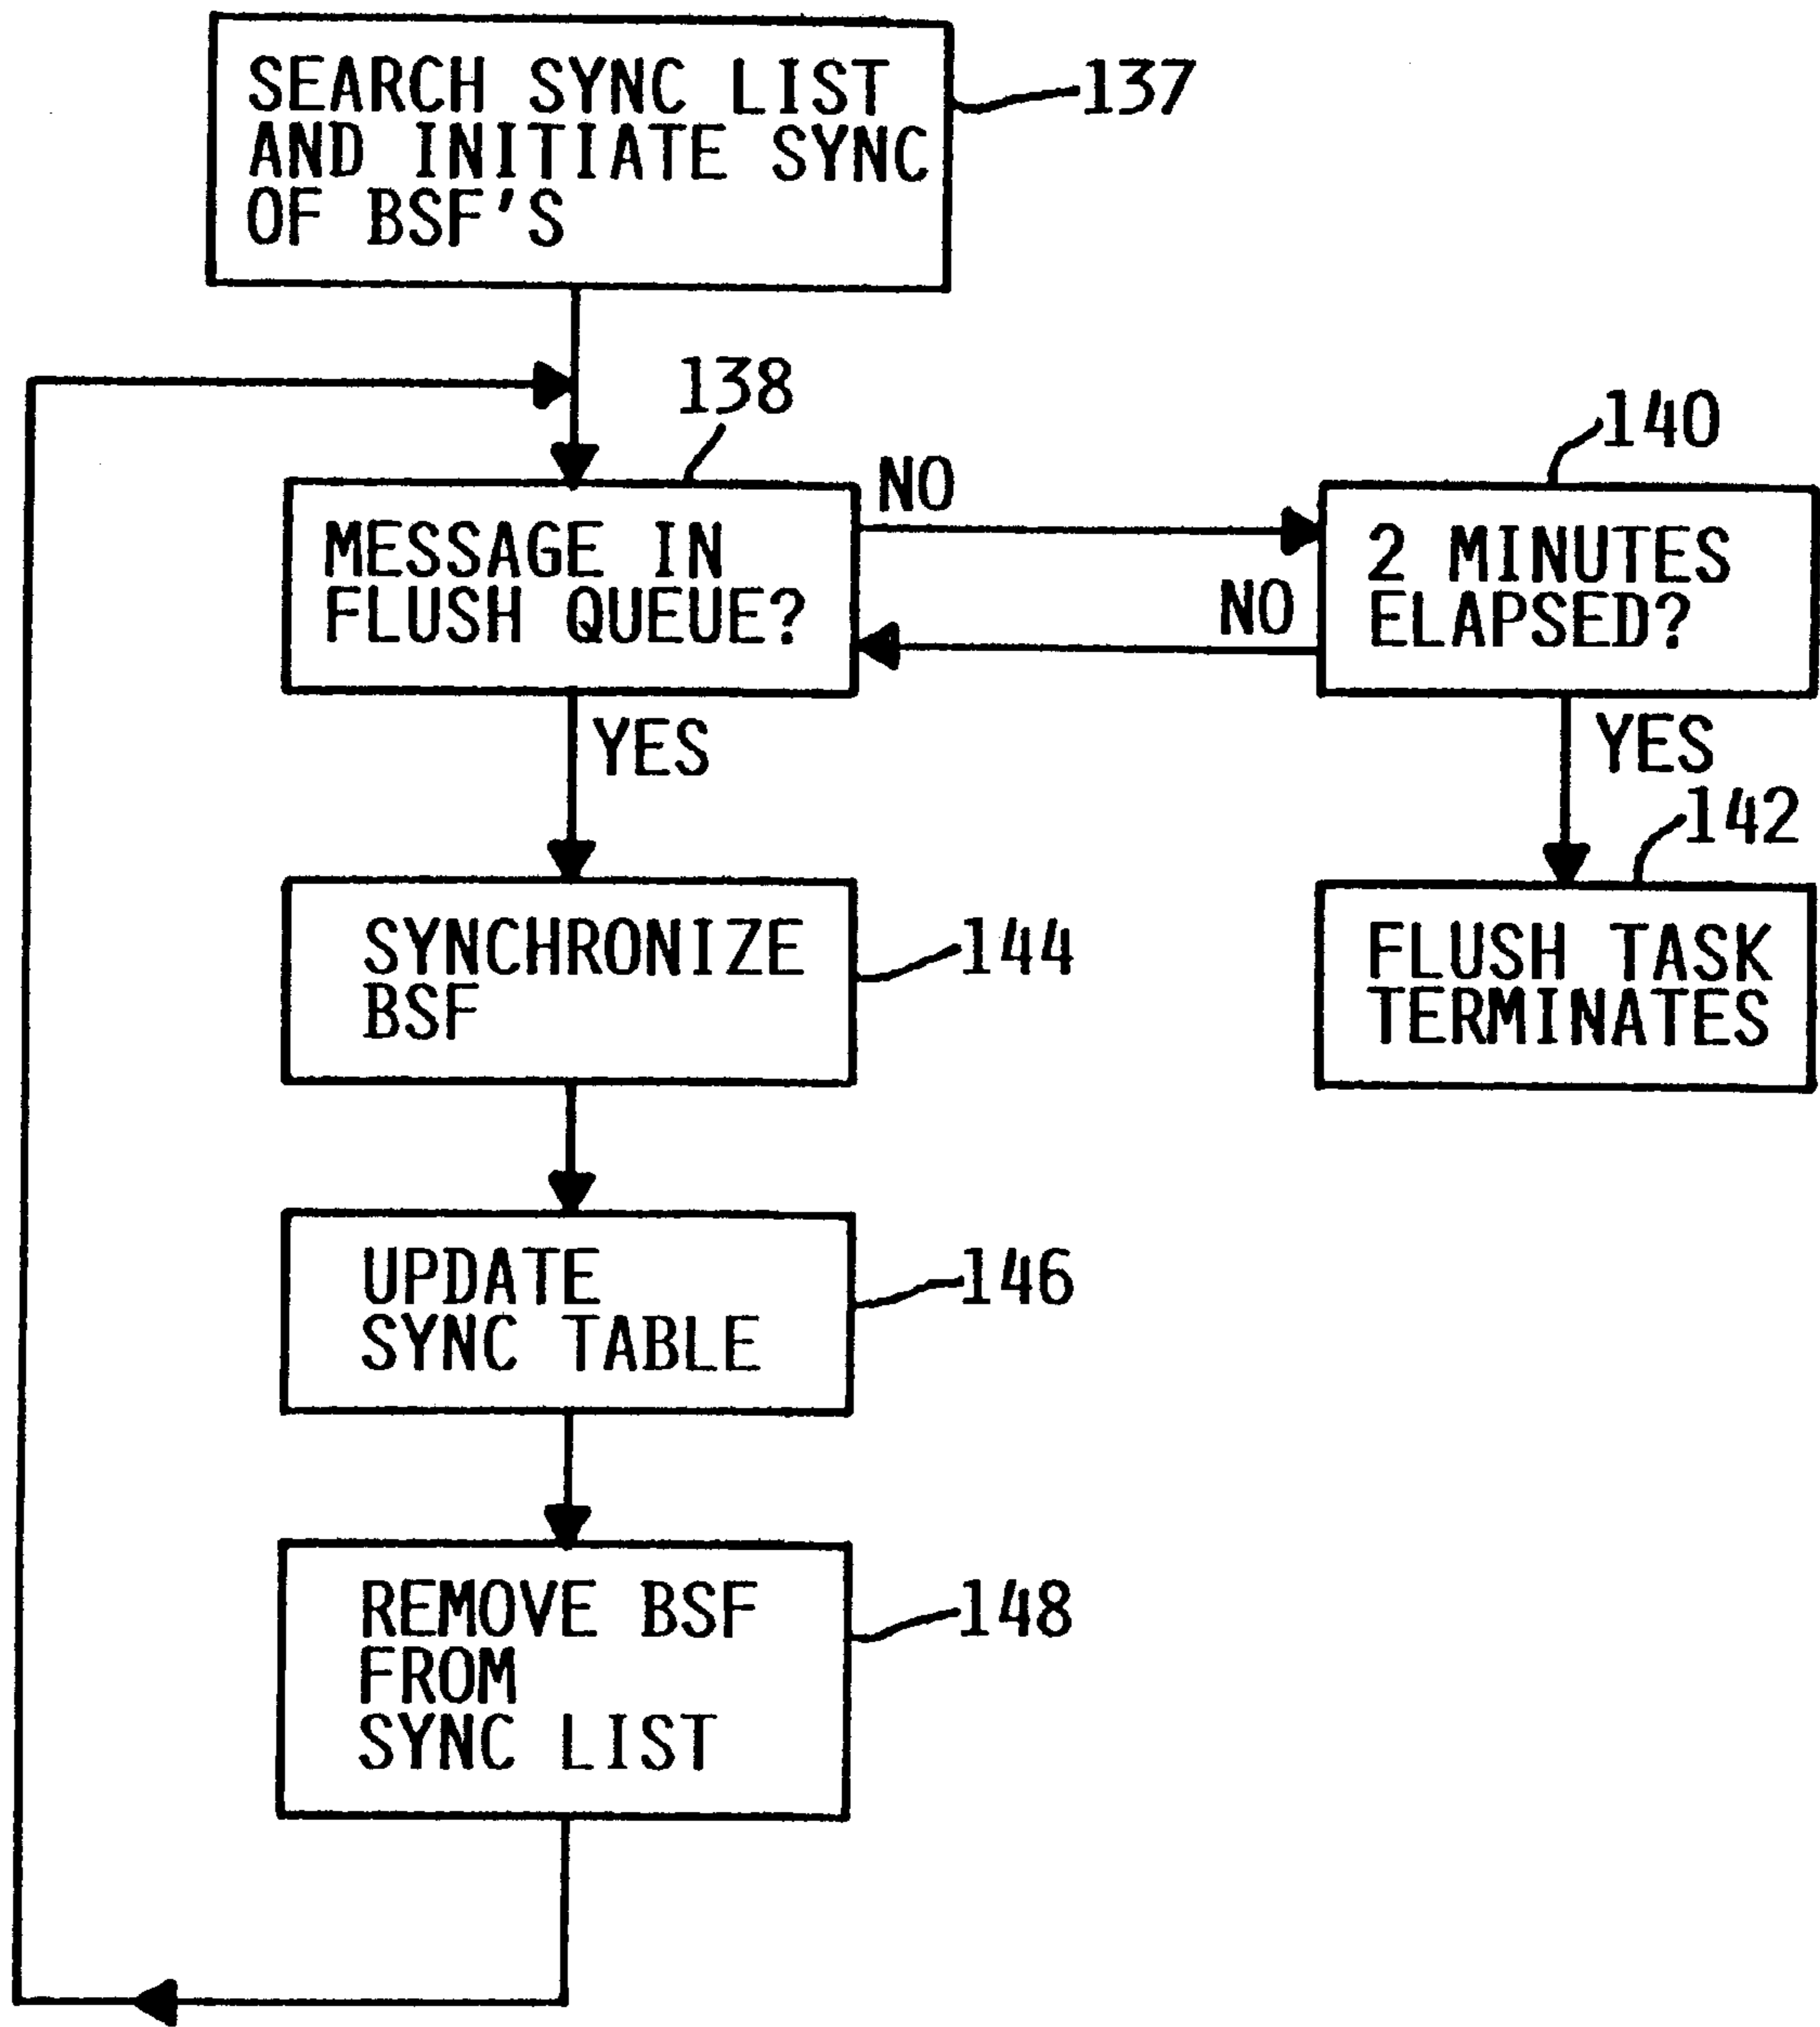 SEARCH SYNC LIST
AND INITIATE SYNC
OF BSF'S
137
138
MESSAGE IN
FLUSH QUEUE?
NO
NO
140
2 MINUTES
ELAPSED?
YES
YES
142
FLUSH TASK
TERMINATES
SYNCHRONIZE
BSF
144
UPDATE
SYNC TABLE
146
REMOVE BSF
FROM
SYNC LIST
148